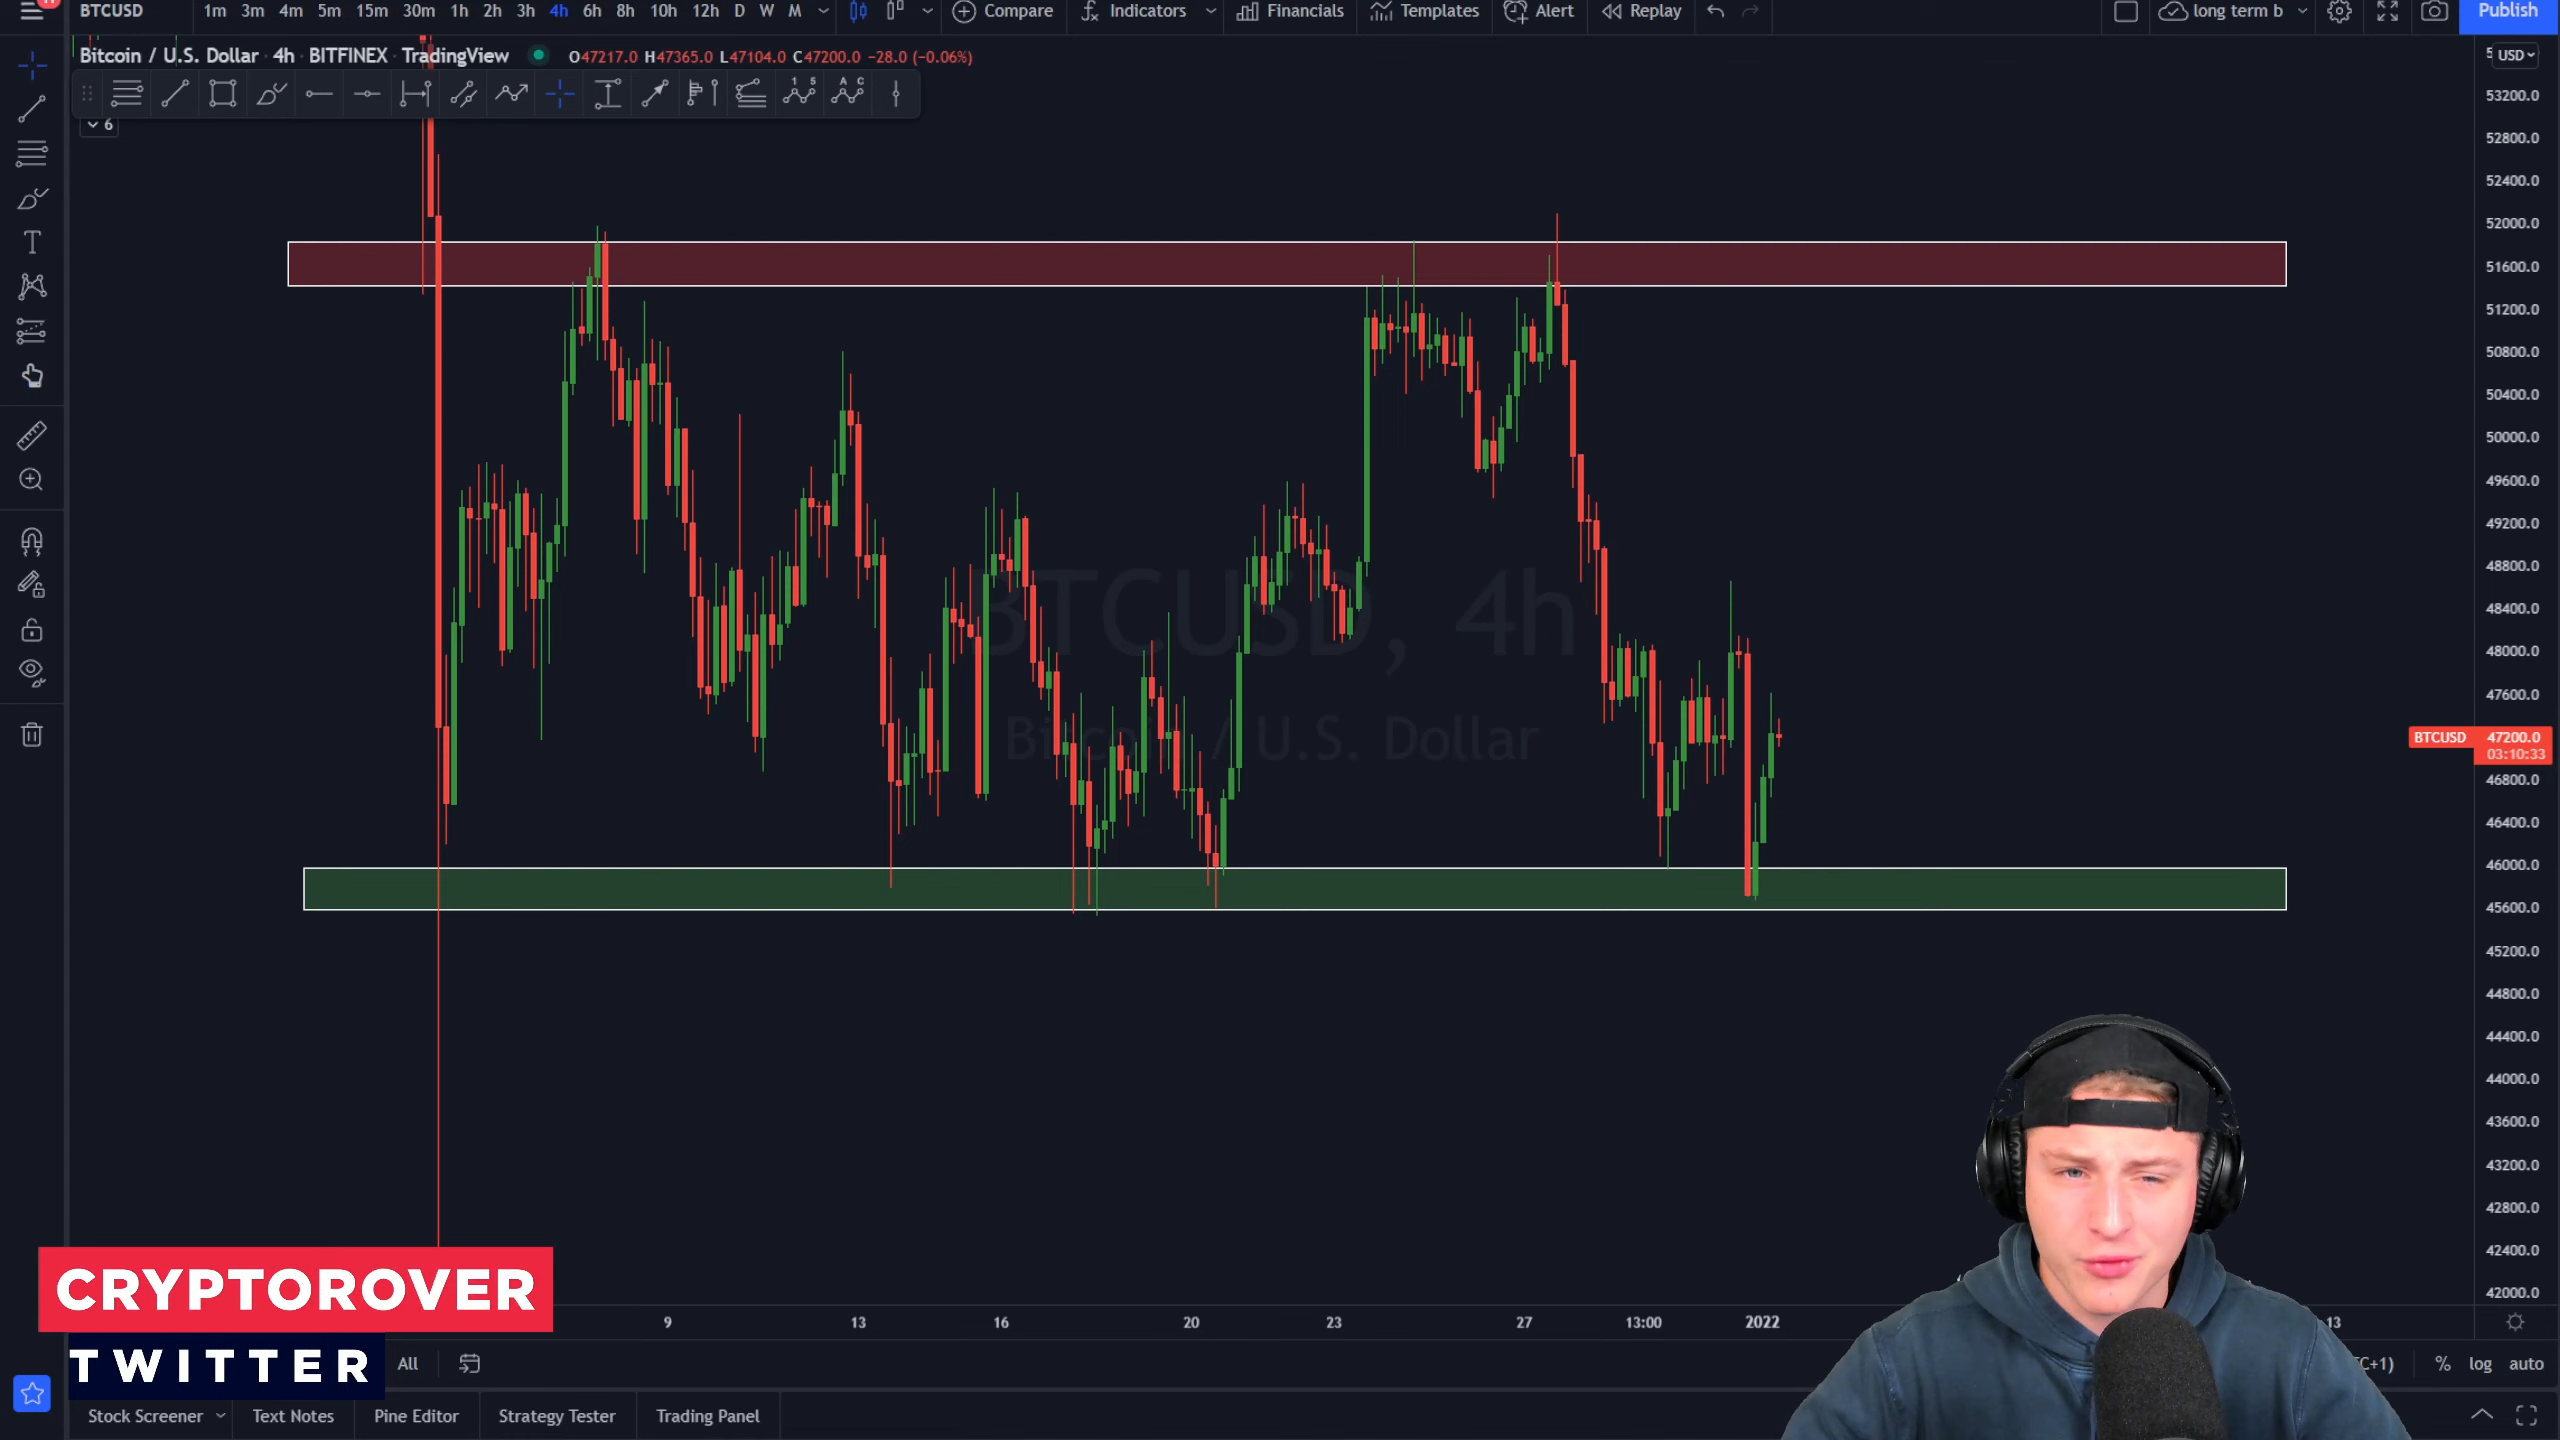 BTCUSD 1m 3m 4m 5m 15m 30m 1h 2h 3h 4h 6h 8h 10h 12h D W M Compare Indicators Financials Templates Alert Replay long term b Publish
Bitcoin / U.S. Dollar · 4h · BITFINEX · TradingView O47217.0 H47365.0 L47104.0 C47200.0 −28.0 (−0.06%)
USD
1 5 A C
6
53200.0
52800.0
52400.0
52000.0
51600.0
51200.0
50800.0
50400.0
50000.0
49600.0
49200.0
48800.0
48400.0
48000.0
47600.0
BTCUSD 47200.0
03:10:33
46800.0
46400.0
46000.0
45600.0
45200.0
44800.0
44400.0
44000.0
43600.0
43200.0
42800.0
42400.0
42000.0
BTCUSD, 4h
Bitcoin / U.S. Dollar
CRYPTOROVER
TWITTER
9 13 16 20 23 27 13:00 2022 13
All C+1) % log auto
Stock Screener Text Notes Pine Editor Strategy Tester Trading Panel